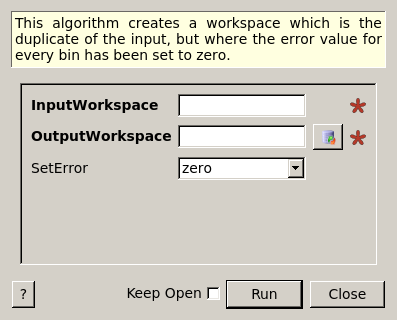 This algorithm creates a workspace which is the
duplicate of the input, but where the error value for
every bin has been set to zero.
InputWorkspace
OutputWorkspace
SetError zero
? Keep Open Run Close